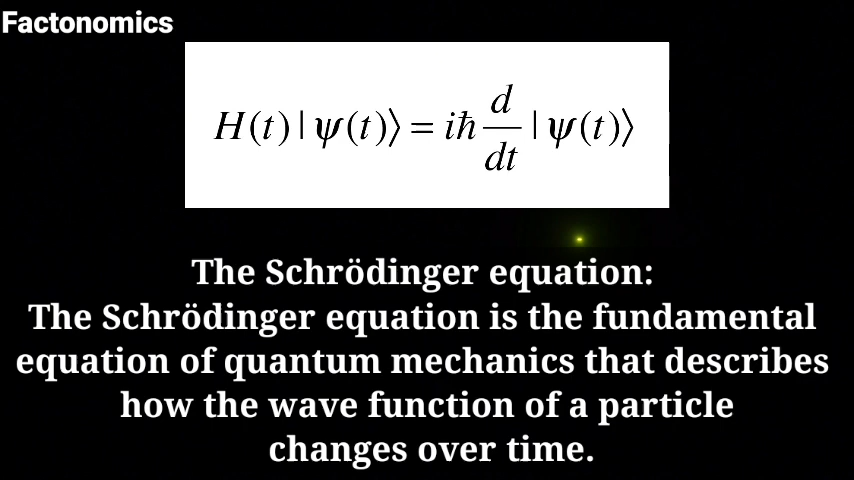 Factonomics
H(t)|ψ(t)⟩ = iħ d/dt |ψ(t)⟩
The Schrödinger equation:
The Schrödinger equation is the fundamental
equation of quantum mechanics that describes
how the wave function of a particle
changes over time.